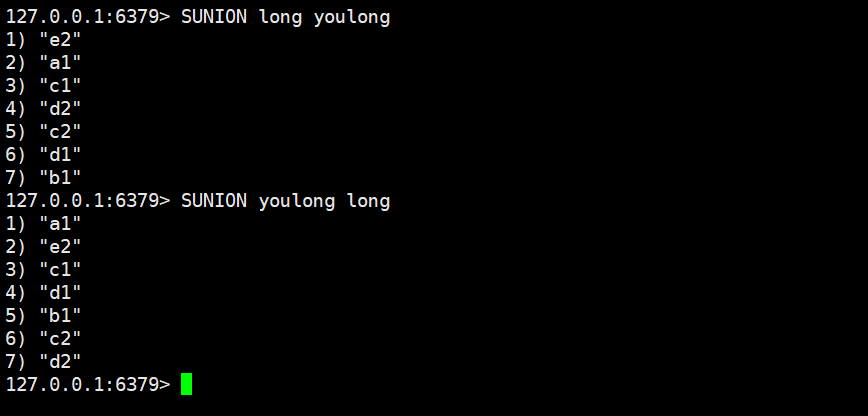 127.0.0.1:6379> SUNION long youlong
1) "e2"
2) "a1"
3) "c1"
4) "d2"
5) "c2"
6) "d1"
7) "b1"
127.0.0.1:6379> SUNION youlong long
1) "a1"
2) "e2"
3) "c1"
4) "d1"
5) "b1"
6) "c2"
7) "d2"
127.0.0.1:6379>